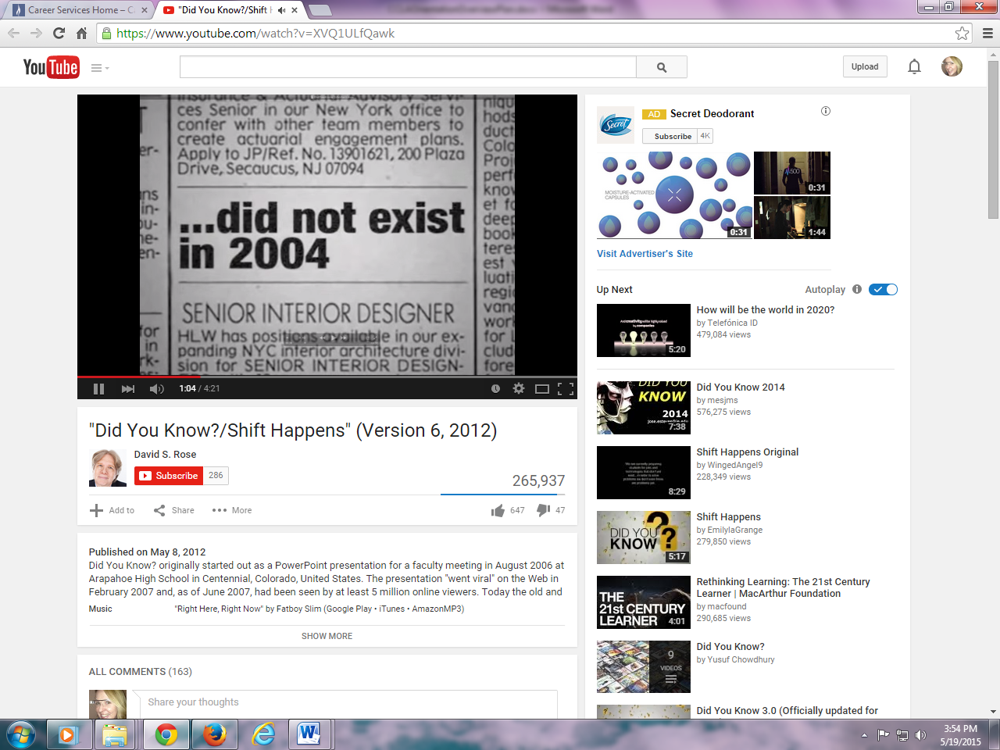 Career Services Home – C
"Did You Know?/Shift H
https://www.youtube.com/watch?v=XVQ1ULfQawk
YouTube
Upload
insurance & Actuarial Advisory Servi-
ces Senior in our New York office to
confer with other team members to
create actuarial engagement plans.
Apply to JP/Ref. No. 13901621, 200 Plaza
Drive, Secaucus, NJ 07094
...did not exist
in 2004
SENIOR INTERIOR DESIGNER
HLW has positions available in our ex-
panding NYC interior architecture divi-
sion for SENIOR INTERIOR DESIGN-
1:04 / 4:21
"Did You Know?/Shift Happens" (Version 6, 2012)
David S. Rose
Subscribe 286
265,937
Add to Share More 647 47
Published on May 8, 2012
Did You Know? originally started out as a PowerPoint presentation for a faculty meeting in August 2006 at
Arapahoe High School in Centennial, Colorado, United States. The presentation "went viral" on the Web in
February 2007 and, as of June 2007, had been seen by at least 5 million online viewers. Today the old and
Music "Right Here, Right Now" by Fatboy Slim (Google Play • iTunes • AmazonMP3)
SHOW MORE
ALL COMMENTS (163)
Share your thoughts
Secret
AD Secret Deodorant
Subscribe 4K
MOISTURE-ACTIVATED
CAPSULES
0:31
0:31
1:44
Visit Advertiser's Site
Up Next
Autoplay
How will be the world in 2020?
by Telefónica ID
479,084 views
5:20
Did You Know 2014
by mesjms
576,275 views
DID YOU
KNOW
2014
7:38
Shift Happens Original
by WingedAngel9
228,349 views
8:29
Shift Happens
by EmilylaGrange
279,850 views
DID YOU
KNOW
?
5:17
Rethinking Learning: The 21st Century
Learner | MacArthur Foundation
by macfound
290,685 views
THE
21st CENTURY
LEARNER
4:01
Did You Know?
by Yusuf Chowdhury
9
VIDEOS
Did You Know 3.0 (Officially updated for
3:54 PM
5/19/2015